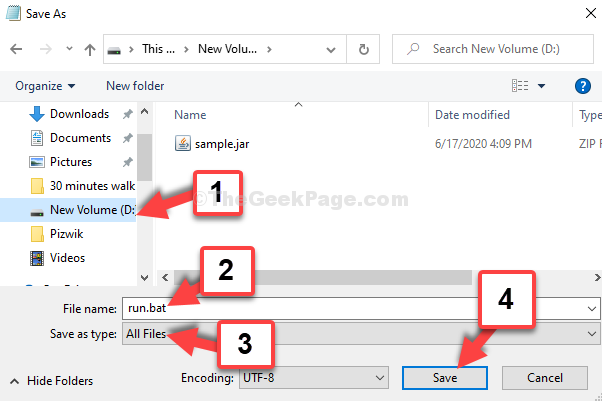 Save As
This ... New Volu... Search New Volume (D:)
Organize New folder
Name Date modified Type
Downloads
Documents
sample.jar 6/17/2020 4:09 PM ZIP F
Pictures
30 minutes walk
1
©TheGeekPage.com
New Volume (D:
Pizwik
Videos
2
4
File name: run.bat
Save as type: All Files
3
Hide Folders Encoding: UTF-8 Save Cancel